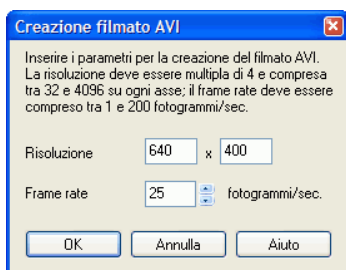 Creazione filmato AVI
Inserire i parametri per la creazione del filmato AVI.
La risoluzione deve essere multipla di 4 e compresa
tra 32 e 4096 su ogni asse; il frame rate deve essere
compreso tra 1 e 200 fotogrammi/sec.
Risoluzione 640 x 400
Frame rate 25 fotogrammi/sec.
OK Annulla Aiuto